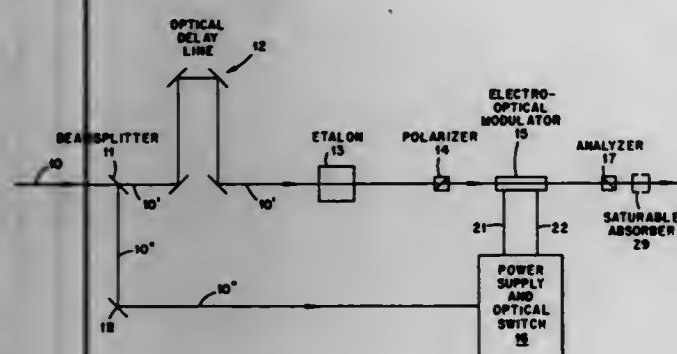 OPTICAL
DELAY
LINE
12
BEAMSPLITTER
11
10
10'
10'
ETALON
13
POLARIZER
14
ELECTRO-
OPTICAL
MODULATOR
15
ANALYZER
17
SATURABLE
ABSORBER
29
21
22
10"
18
10"
POWER
SUPPLY
AND
OPTICAL
SWITCH
16